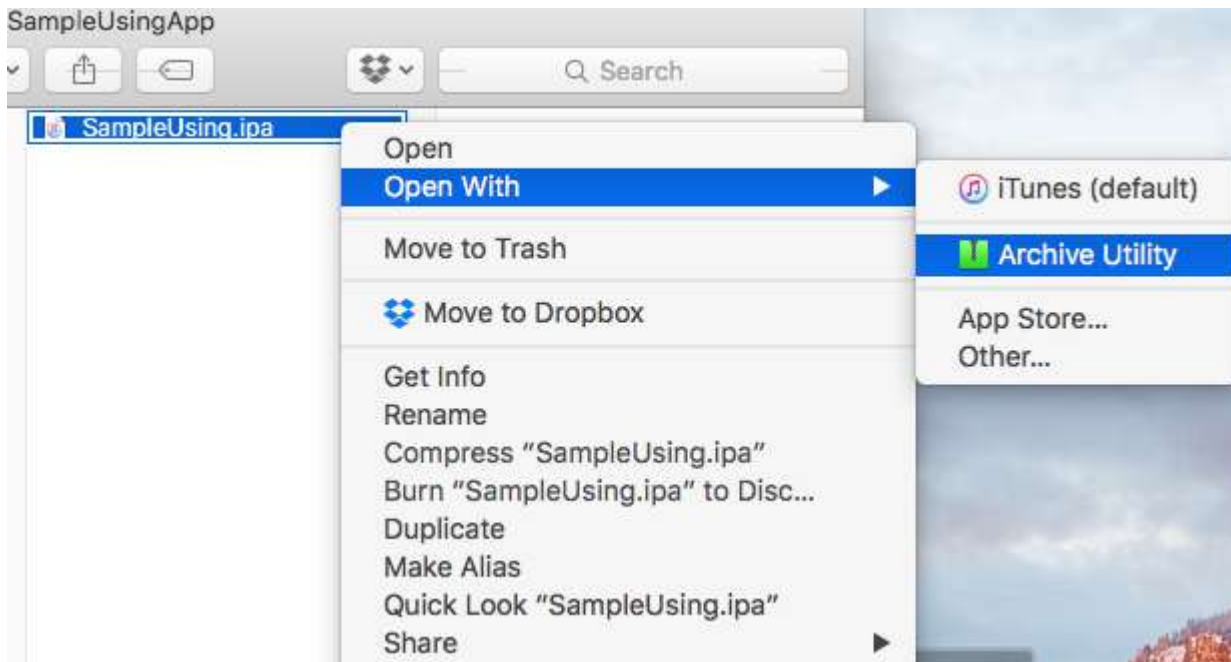 SampleUsingApp
Search
SampleUsing.ipa
Open
Open With
Move to Trash
Move to Dropbox
Get Info
Rename
Compress “SampleUsing.ipa”
Burn “SampleUsing.ipa” to Disc...
Duplicate
Make Alias
Quick Look “SampleUsing.ipa”
Share
iTunes (default)
Archive Utility
App Store...
Other...